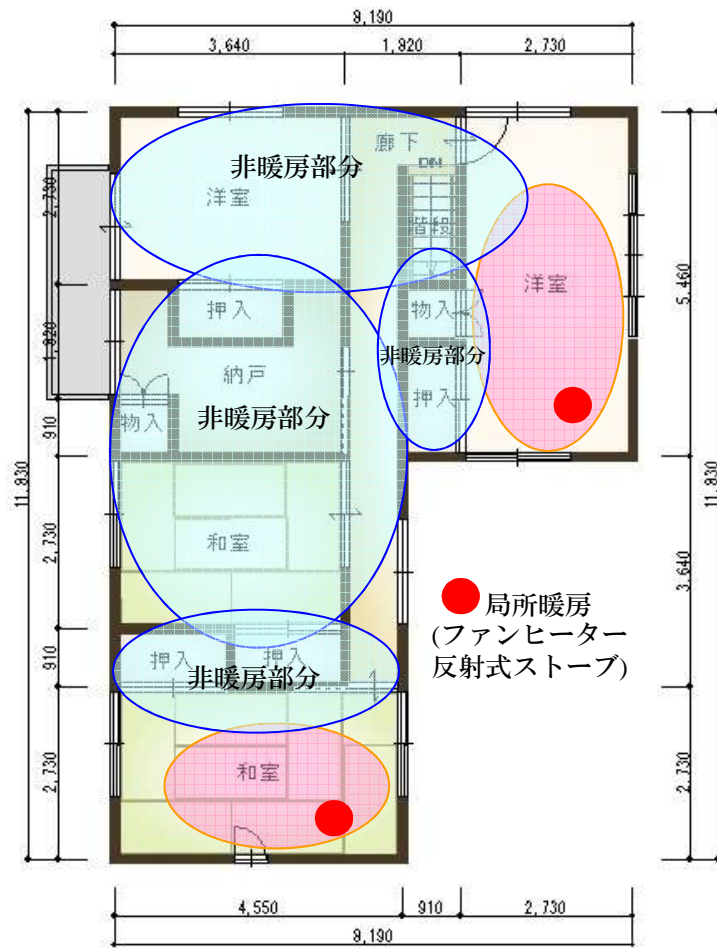 8,190
3,640
1,820
2,730
廊下
DN
非暖房部分
洋室
階段
2,730
5,460
洋室
押入
物入
11,830
1,820
納戸
非暖房部分
押入
非暖房部分
物入
910
11,830
和室
2,730
3,640
局所暖房
(ファンヒーター
反射式ストーブ)
押入
押入
910
非暖房部分
和室
2,730
2,730
4,550
910
2,730
8,190